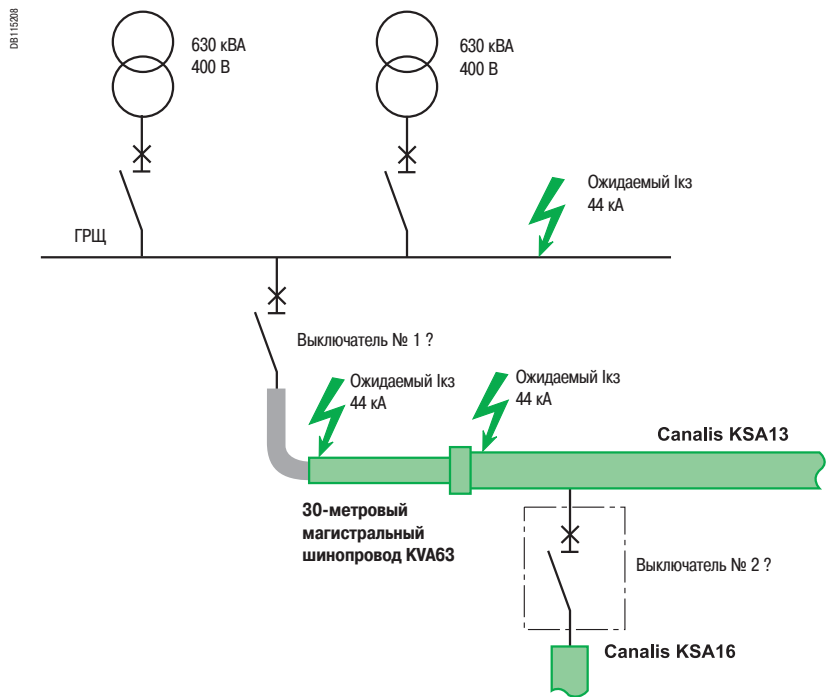 DB115208
630 кВА
400 В
630 кВА
400 В
Ожидаемый Iкз
44 кА
ГРЩ
Выключатель № 1 ?
Ожидаемый Iкз
44 кА
Ожидаемый Iкз
44 кА
Canalis KSA13
30-метровый
магистральный
шинопровод KVA63
Выключатель № 2 ?
Canalis KSA16